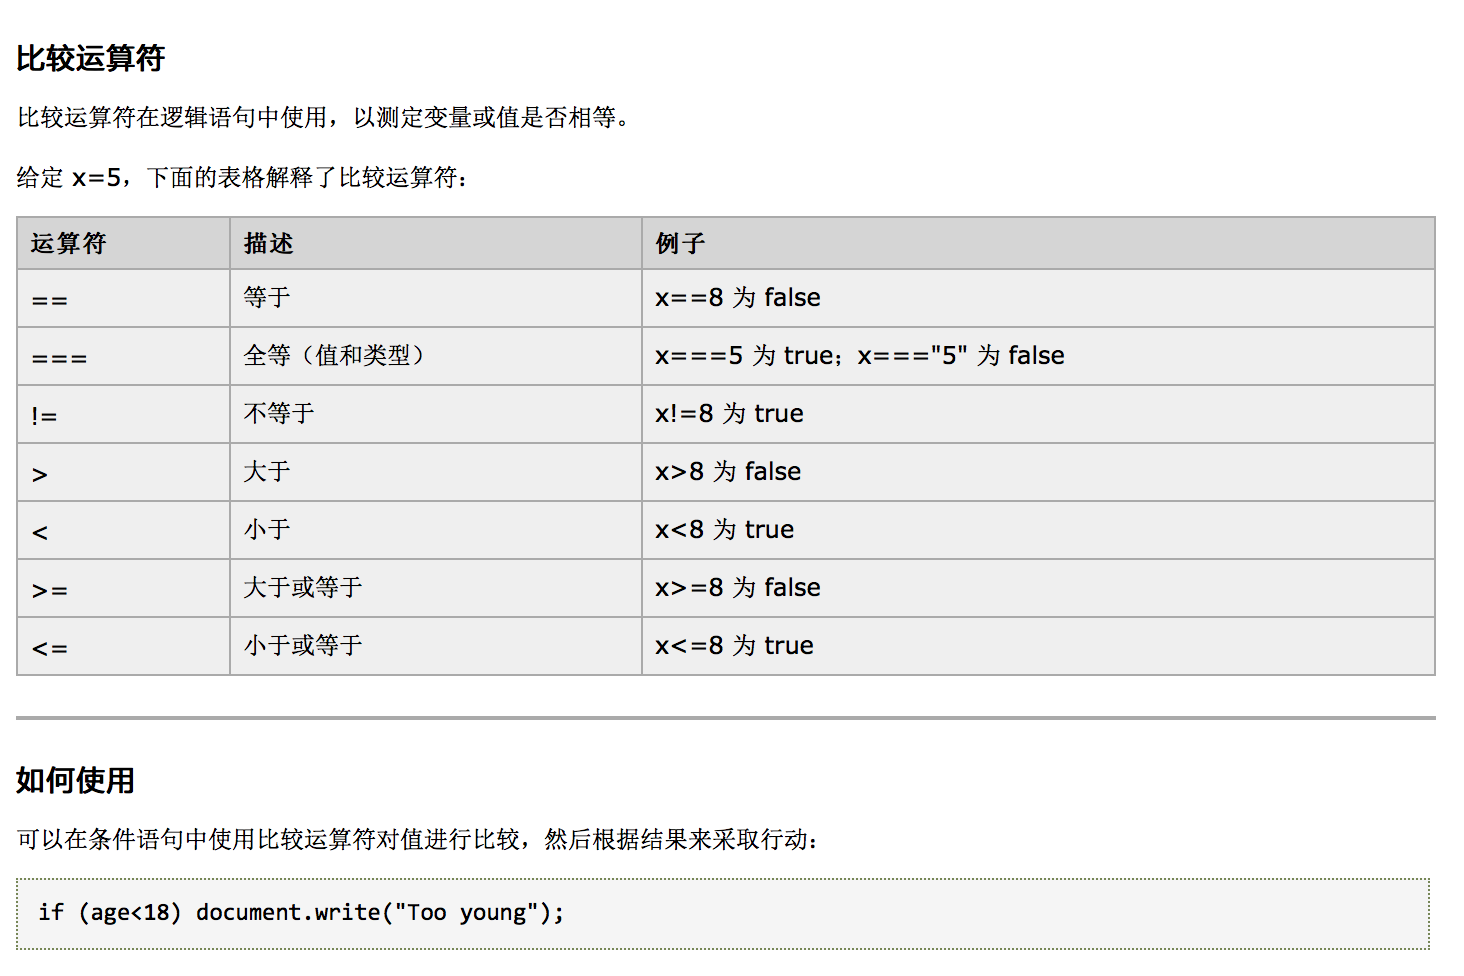 比较运算符
比较运算符在逻辑语句中使用，以测定变量或值是否相等。
给定 x=5，下面的表格解释了比较运算符：
运算符 描述 例子
== 等于 x==8 为 false
=== 全等（值和类型） x===5 为 true；x==="5" 为 false
!= 不等于 x!=8 为 true
> 大于 x>8 为 false
< 小于 x<8 为 true
>= 大于或等于 x>=8 为 false
<= 小于或等于 x<=8 为 true
如何使用
可以在条件语句中使用比较运算符对值进行比较，然后根据结果来采取行动：
if (age<18) document.write("Too young");